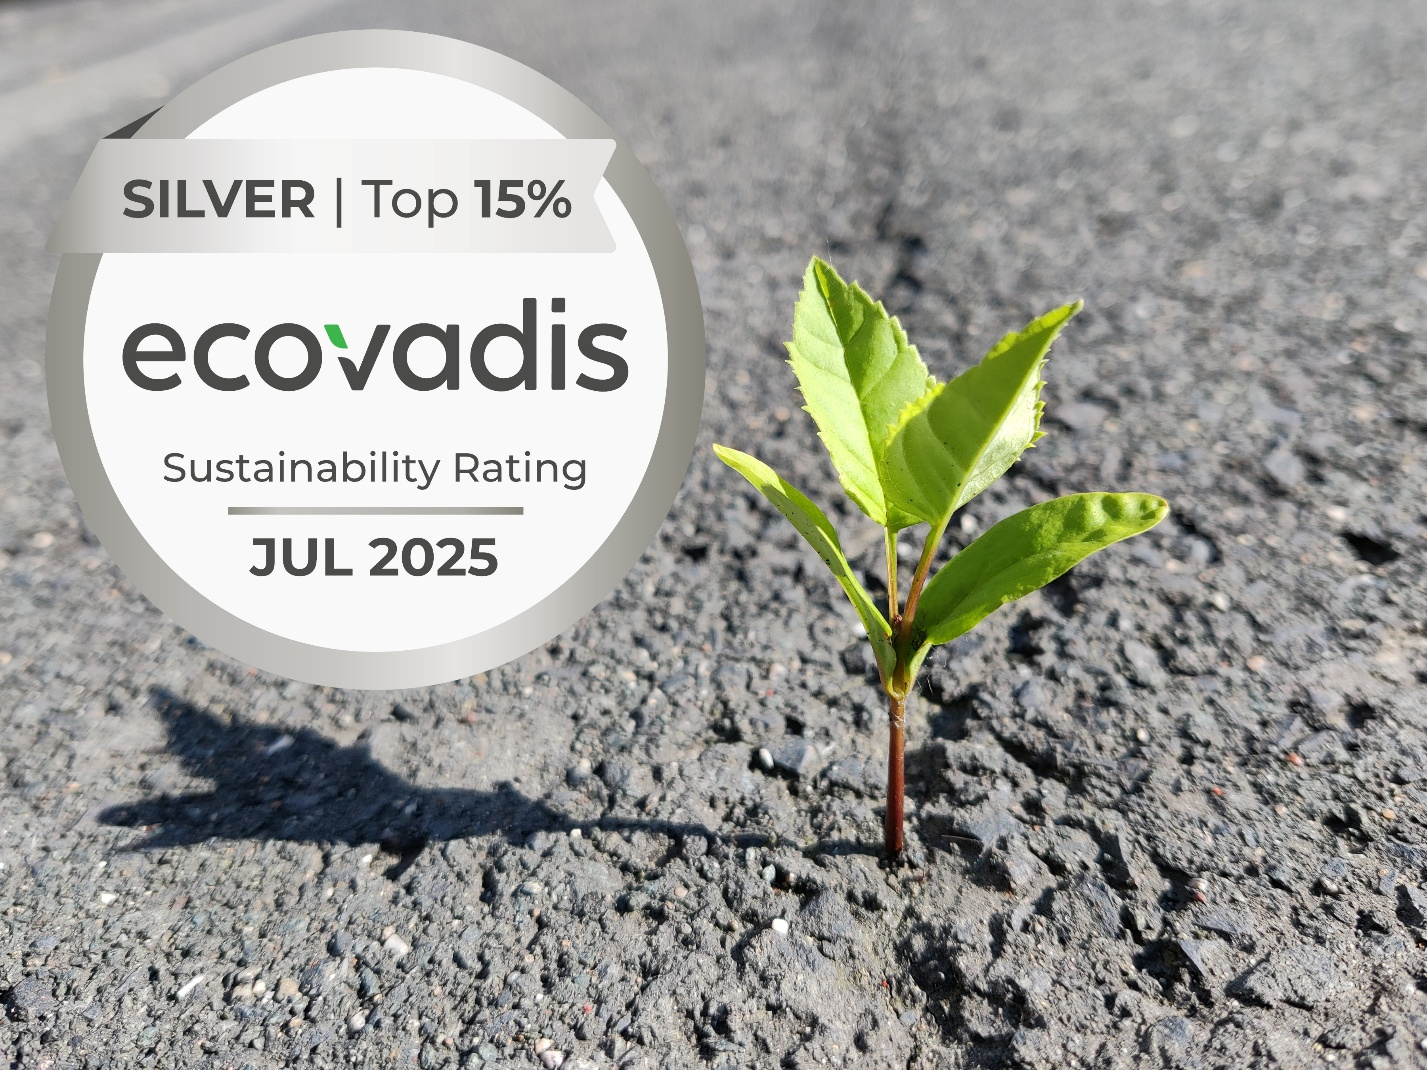 SILVER | Top 15%
ecovadis
Sustainability Rating
JUL 2025